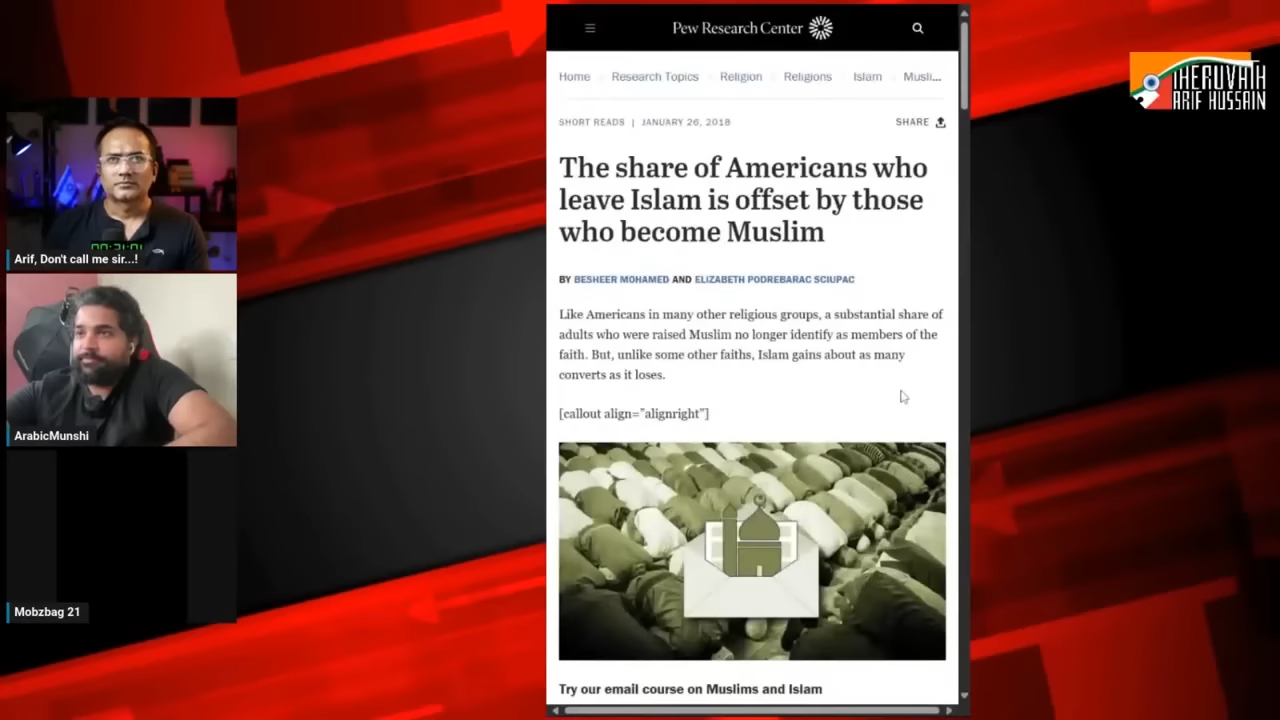 Pew Research Center
Home Research Topics Religion Religions Islam Musli...
SHORT READS | JANUARY 26, 2018
SHARE
The share of Americans who
leave Islam is offset by those
who become Muslim
BY BESHEER MOHAMED AND ELIZABETH PODREBARAC SCIUPAC
Like Americans in many other religious groups, a substantial share of
adults who were raised Muslim no longer identify as members of the
faith. But, unlike some other faiths, Islam gains about as many
converts as it loses.
[callout align="alignright"]
Try our email course on Muslims and Islam
THERUVATH
ARIF HUSSAIN
Arif, Don't call me sir...!
ArabicMunshi
Mobzbag 21